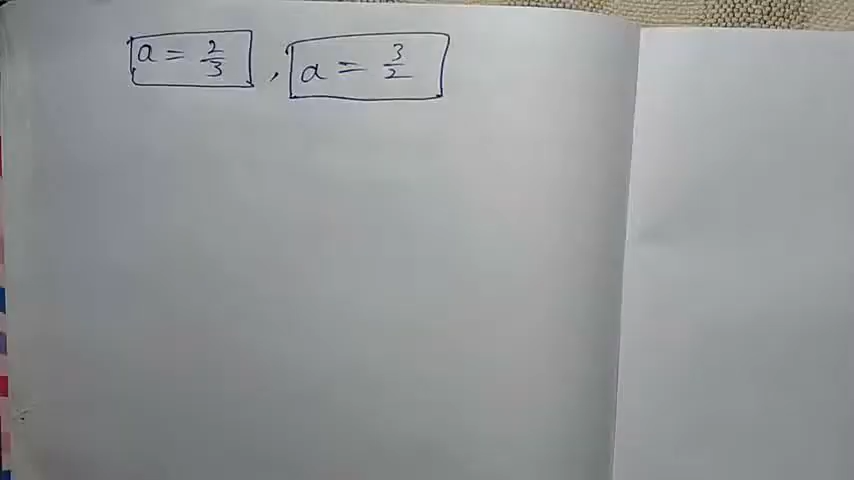 a = 2/3 , a = 3/2